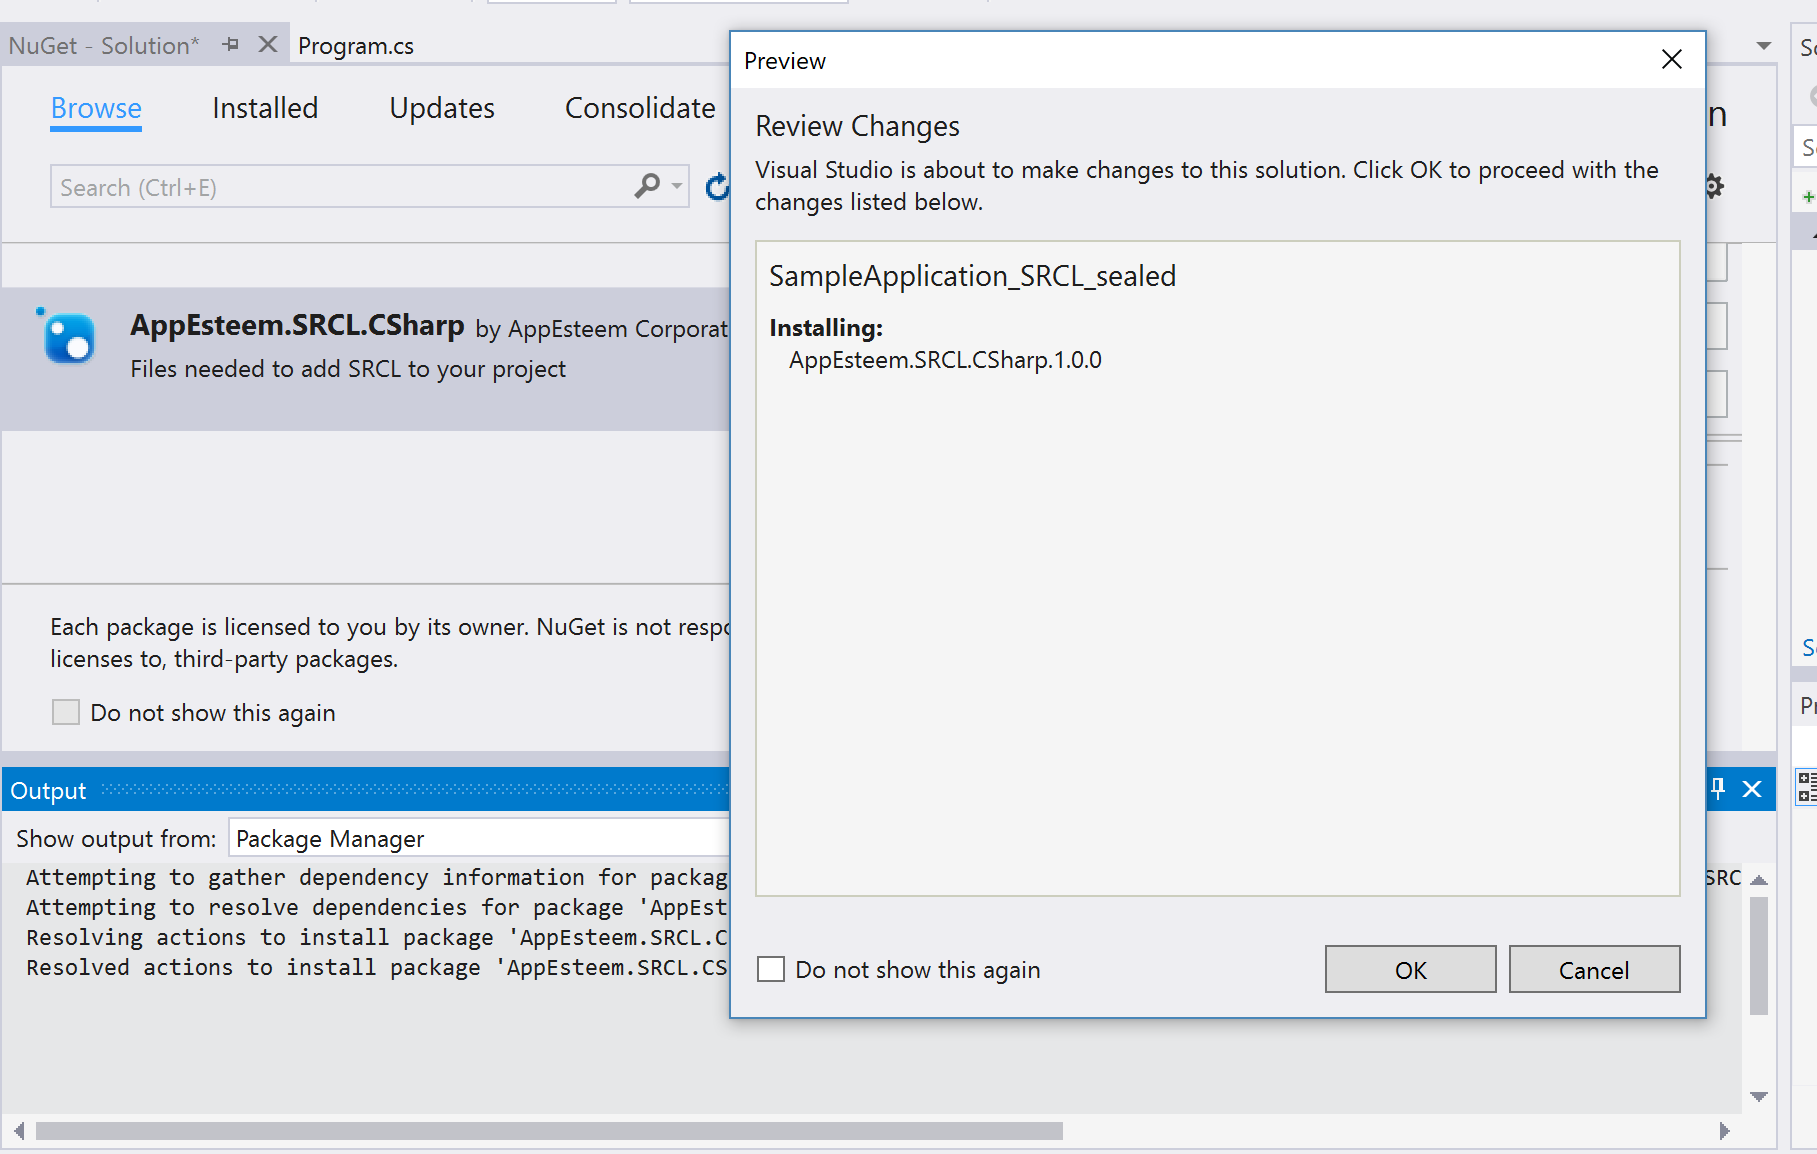 NuGet - Solution*
Program.cs
Browse
Installed
Updates
Consolidate
Search (Ctrl+E)
AppEsteem.SRCL.CSharp by AppEsteem Corporat
Files needed to add SRCL to your project
Each package is licensed to you by its owner. NuGet is not respo
licenses to, third-party packages.
Do not show this again
Output
Show output from:
Package Manager
Attempting to gather dependency information for packag
Attempting to resolve dependencies for package 'AppEst
Resolving actions to install package 'AppEsteem.SRCL.C
Resolved actions to install package 'AppEsteem.SRCL.CS
Preview
Review Changes
Visual Studio is about to make changes to this solution. Click OK to proceed with the
changes listed below.
SampleApplication_SRCL_sealed
Installing:
AppEsteem.SRCL.CSharp.1.0.0
Do not show this again
OK
Cancel
n
SRC